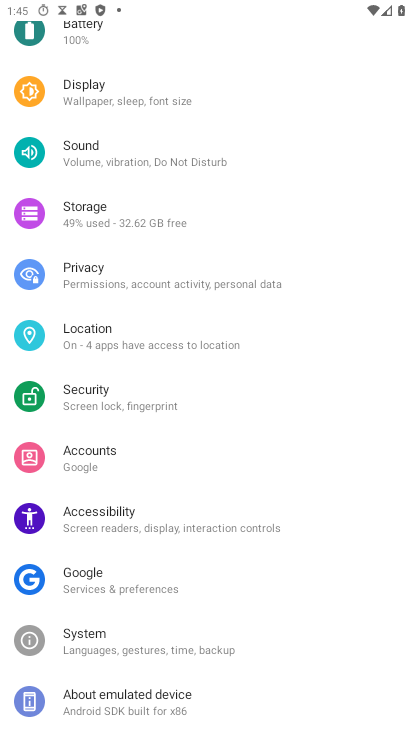 1:45
Battery
100%
Display
Wallpaper, sleep, font size
Sound
Volume, vibration, Do Not Disturb
Storage
49% used - 32.62 GB free
Privacy
Permissions, account activity, personal data
Location
On - 4 apps have access to location
Security
Screen lock, fingerprint
Accounts
Google
Accessibility
Screen readers, display, interaction controls
Google
Services & preferences
System
Languages, gestures, time, backup
About emulated device
Android SDK built for x86